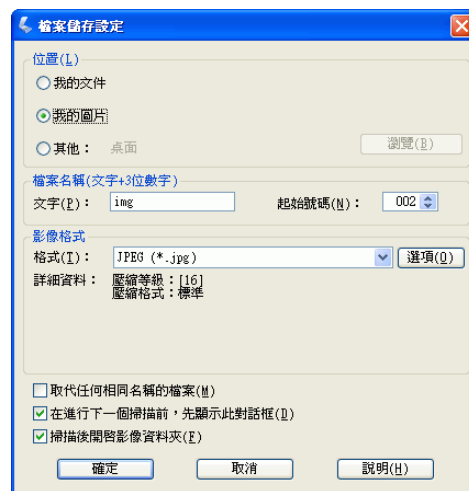 檔案儲存設定
位置(L)
我的文件
我的圖片
其他： 桌面 瀏覽(B)
檔案名稱(文字+3位數字)
文字(P)： img 起始號碼(N)： 002
影像格式
格式(T)： JPEG (*.jpg) 選項(O)
詳細資料： 壓縮等級：[16]
壓縮格式：標準
取代任何相同名稱的檔案(M)
在進行下一個掃描前，先顯示此對話框(D)
掃描後開啓影像資料夾(F)
確定 取消 說明(H)